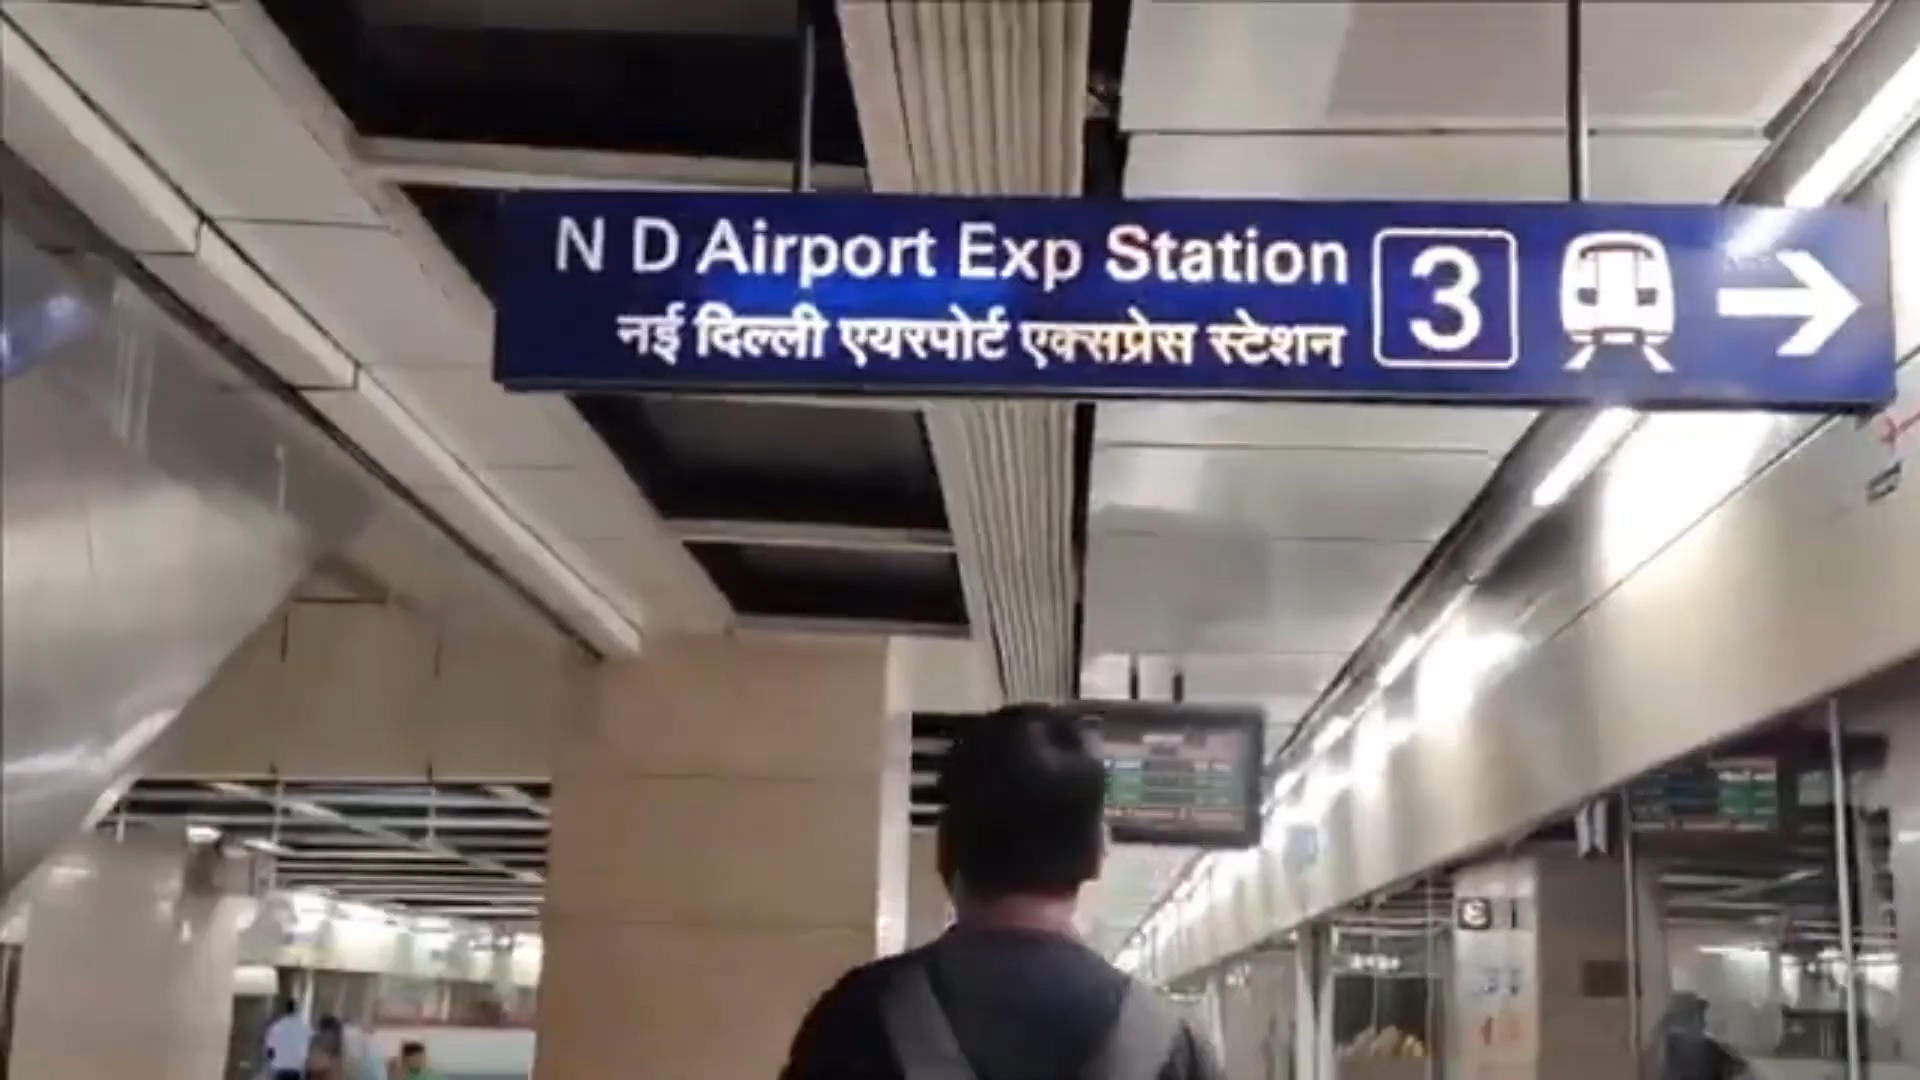 N D Airport Exp Station 3
नई दिल्ली एयरपोर्ट एक्सप्रेस स्टेशन